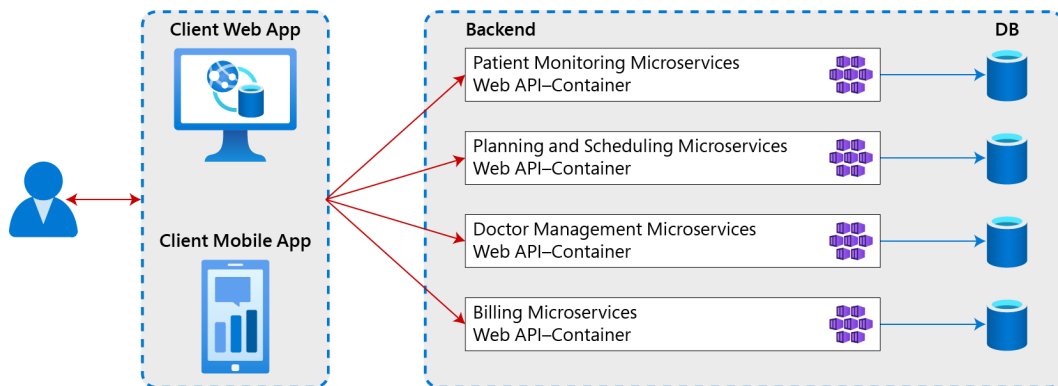 Client Web App
Client Mobile App
Backend
DB
Patient Monitoring Microservices
Web API–Container
Planning and Scheduling Microservices
Web API–Container
Doctor Management Microservices
Web API–Container
Billing Microservices
Web API–Container